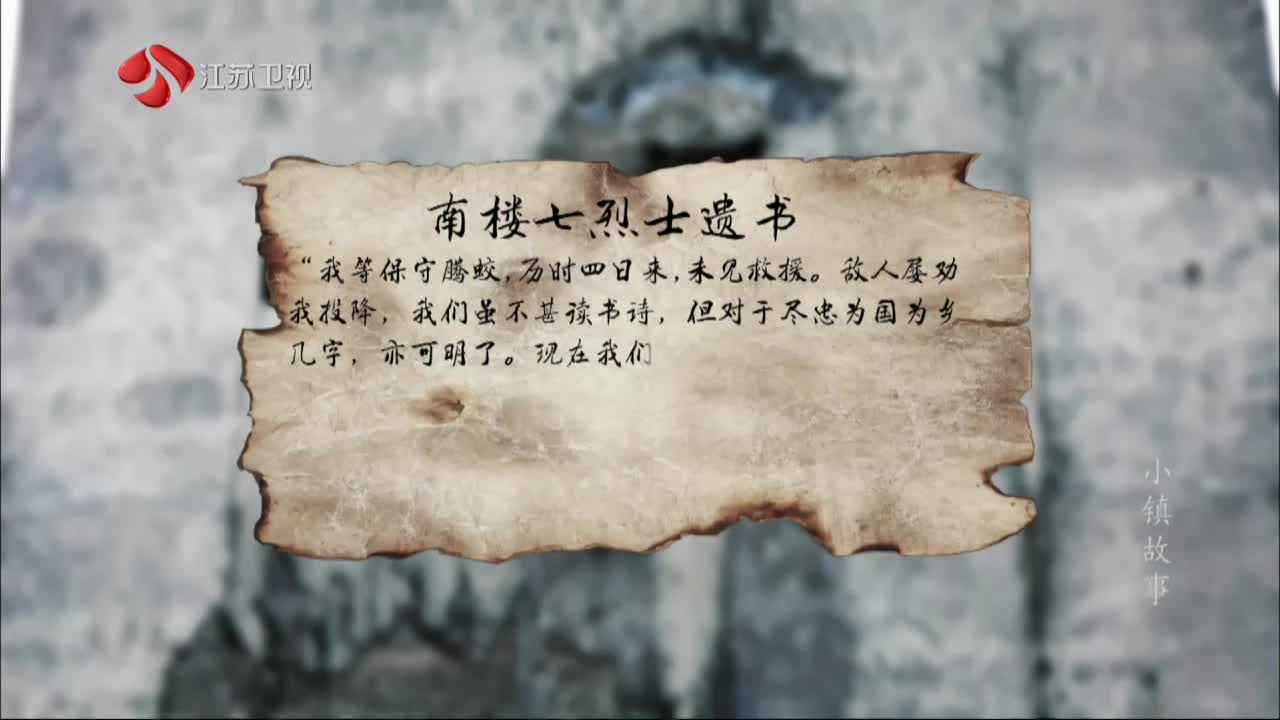 江苏卫视
南楼七烈士遗书
“我等保守腾蛟,历时四日来,未见救援。敌人屡劝
我投降，我们虽不甚读书诗，但对于尽忠为国为乡
几字，亦可明了。现在我们
小镇故事